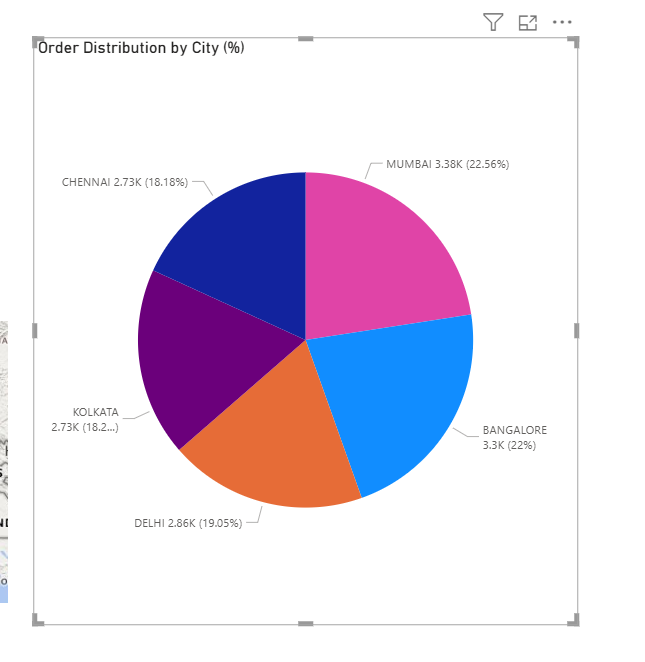 Order Distribution by City (%)
MUMBAI 3.38K (22.56%)
CHENNAI 2.73K (18.18%)
KOLKATA
2.73K (18.2...)
BANGALORE
3.3K (22%)
DELHI 2.86K (19.05%)